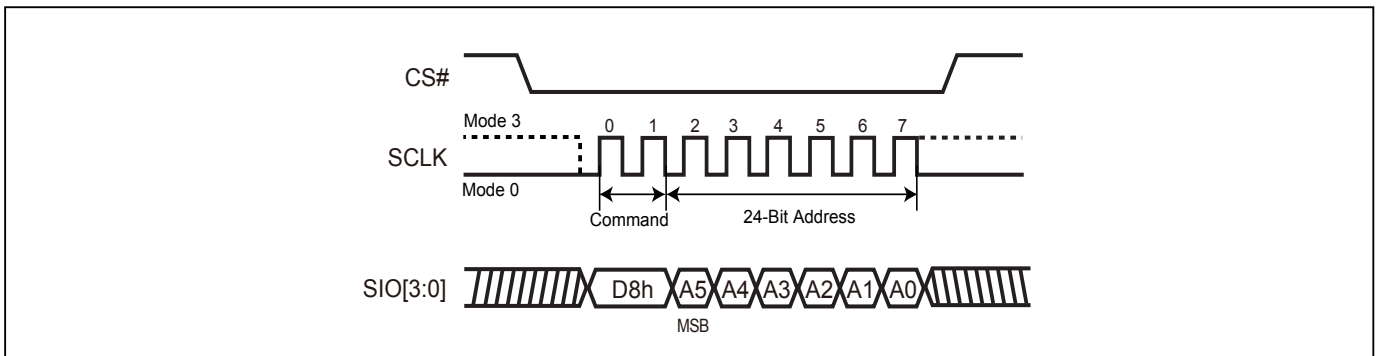 CS#
Mode 3
0 1 2 3 4 5 6 7
SCLK
Mode 0
Command
24-Bit Address
SIO[3:0]
D8h A5 A4 A3 A2 A1 A0
MSB